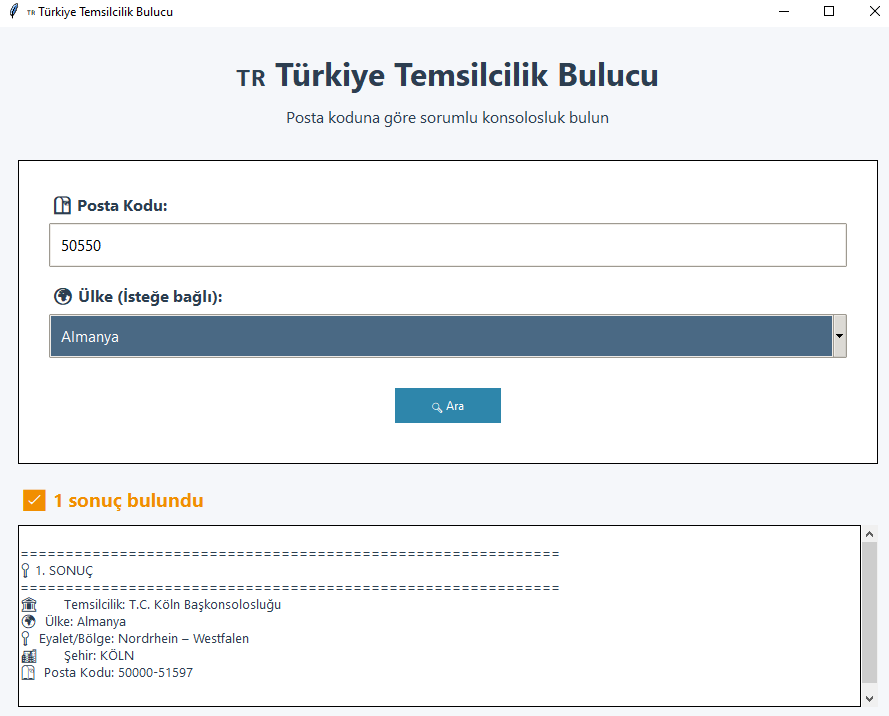 TR Türkiye Temsilcilik Bulucu
TR Türkiye Temsilcilik Bulucu
Posta koduna göre sorumlu konsolosluk bulun
Posta Kodu:
50550
Ülke (İsteğe bağlı):
Almanya
Ara
1 sonuç bulundu
============================================================
1. SONUÇ
============================================================
Temsilcilik: T.C. Köln Başkonsolosluğu
Ülke: Almanya
Eyalet/Bölge: Nordrhein – Westfalen
Şehir: KÖLN
Posta Kodu: 50000-51597